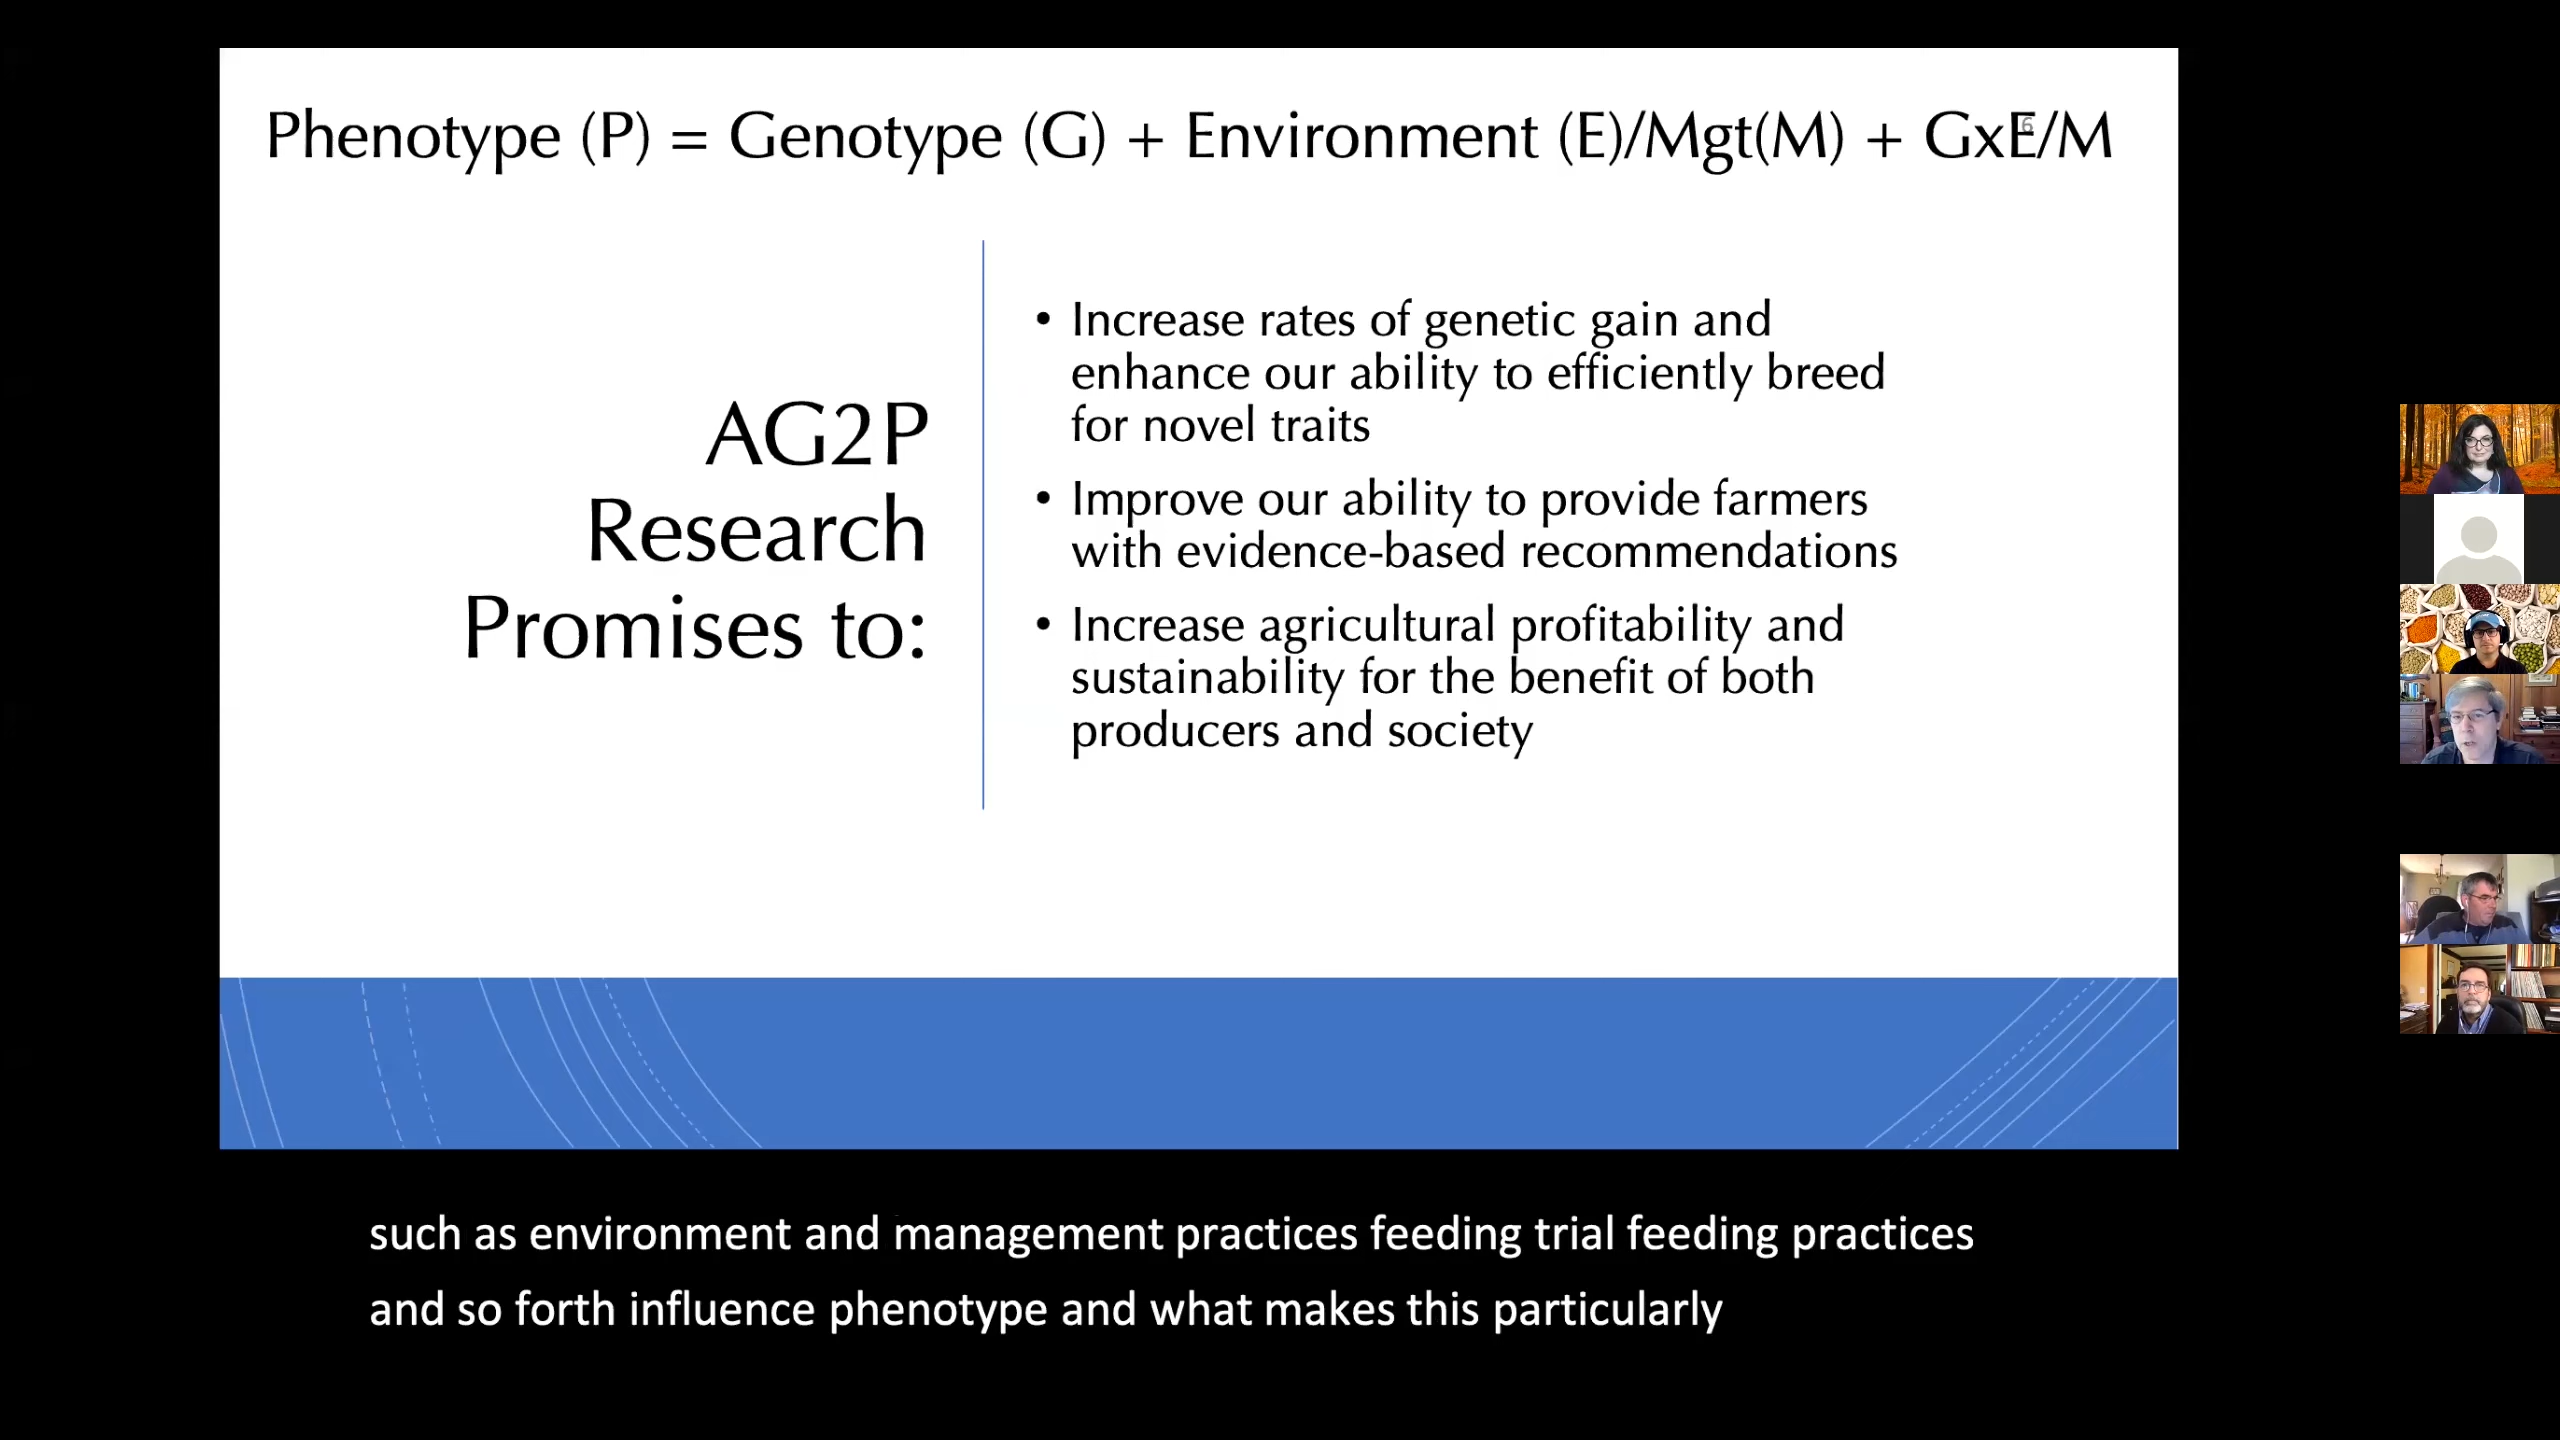 Phenotype (P) = Genotype (G) + Environment (E)/Mgt(M) + GxE/M
6
AG2P
Research
Promises to:
• Increase rates of genetic gain and
enhance our ability to efficiently breed
for novel traits
• Improve our ability to provide farmers
with evidence-based recommendations
• Increase agricultural profitability and
sustainability for the benefit of both
producers and society
such as environment and management practices feeding trial feeding practices
and so forth influence phenotype and what makes this particularly